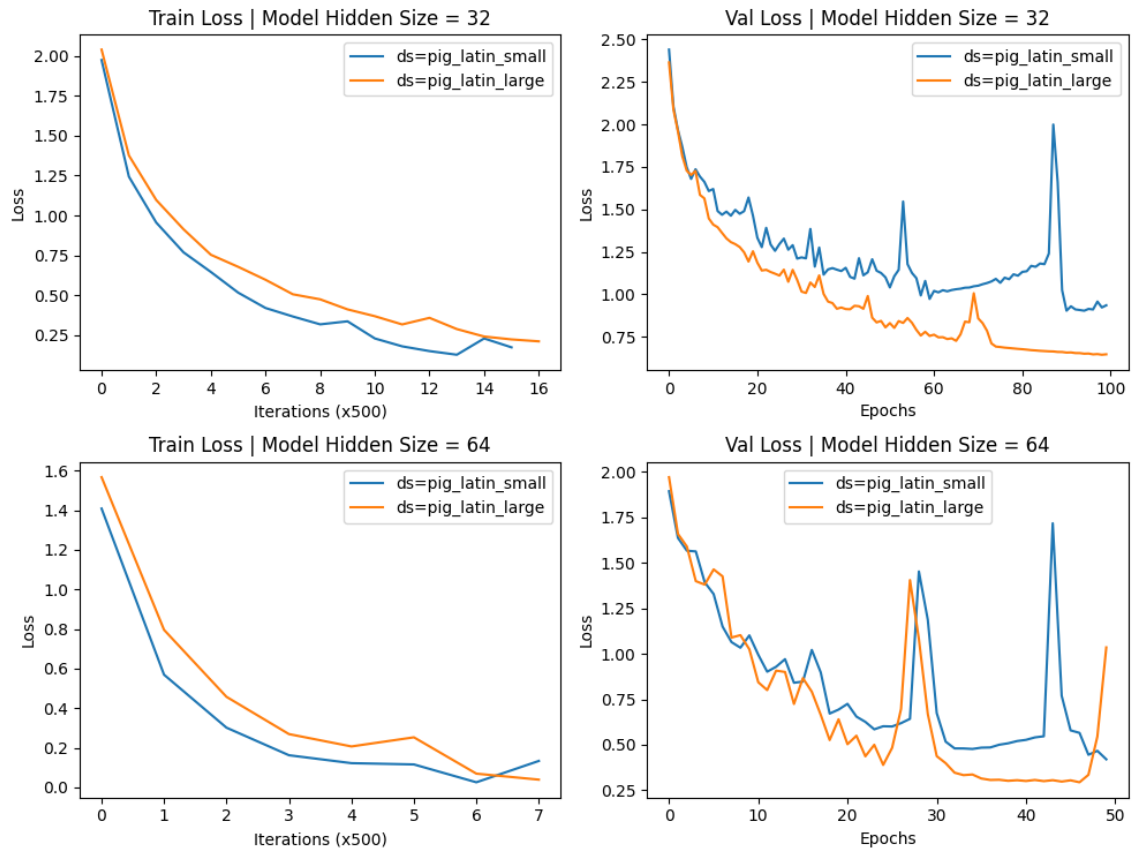 Train Loss | Model Hidden Size = 32
2.00
1.75
1.50
1.25
1.00
0.75
0.50
0.25
Loss
ds=pig_latin_small
ds=pig_latin_large
0 2 4 6 8 10 12 14 16
Iterations (x500)
Val Loss | Model Hidden Size = 32
2.50
2.25
2.00
1.75
1.50
1.25
1.00
0.75
Loss
ds=pig_latin_small
ds=pig_latin_large
0 20 40 60 80 100
Epochs
Train Loss | Model Hidden Size = 64
1.6
1.4
1.2
1.0
0.8
0.6
0.4
0.2
0.0
Loss
ds=pig_latin_small
ds=pig_latin_large
0 1 2 3 4 5 6 7
Iterations (x500)
Val Loss | Model Hidden Size = 64
2.00
1.75
1.50
1.25
1.00
0.75
0.50
0.25
Loss
ds=pig_latin_small
ds=pig_latin_large
0 10 20 30 40 50
Epochs